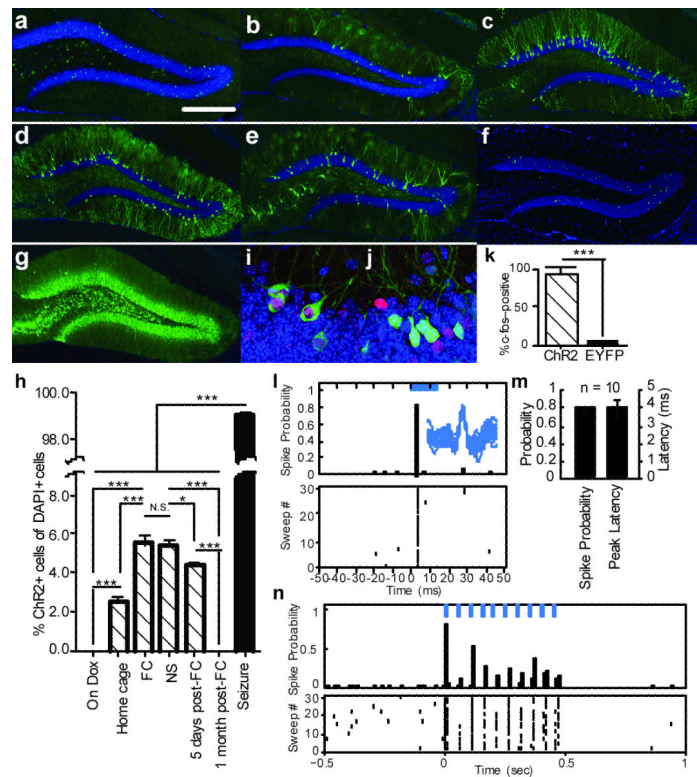 a
b
c
d
e
f
g
i
j
k
***
100
50
0
%c-fos–positive
ChR2 EYFP
h
***
99.0
98.0
***
***
***
N.S.
*
***
***
8.0
6.0
4.0
2.0
0.0
% ChR2+ cells of DAPI+ cells
On Dox
Home cage
FC
NS
5 days post-FC
1 month post-FC
Seizure
l
1
0.8
0.6
0.4
0.2
0
Spike Probability
30
20
10
0
Sweep #
-50 -40 -30 -20 -10 0 10 20 30 40 50
Time (ms)
m
n = 10
0.8
0.6
0.4
0.2
0
Probability
5
4
3
2
1
0
Latency (ms)
Spike Probability
Peak Latency
n
1
0.5
0
Spike Probability
30
20
10
0
Sweep #
-0.5 0 0.5 1
Time (sec)